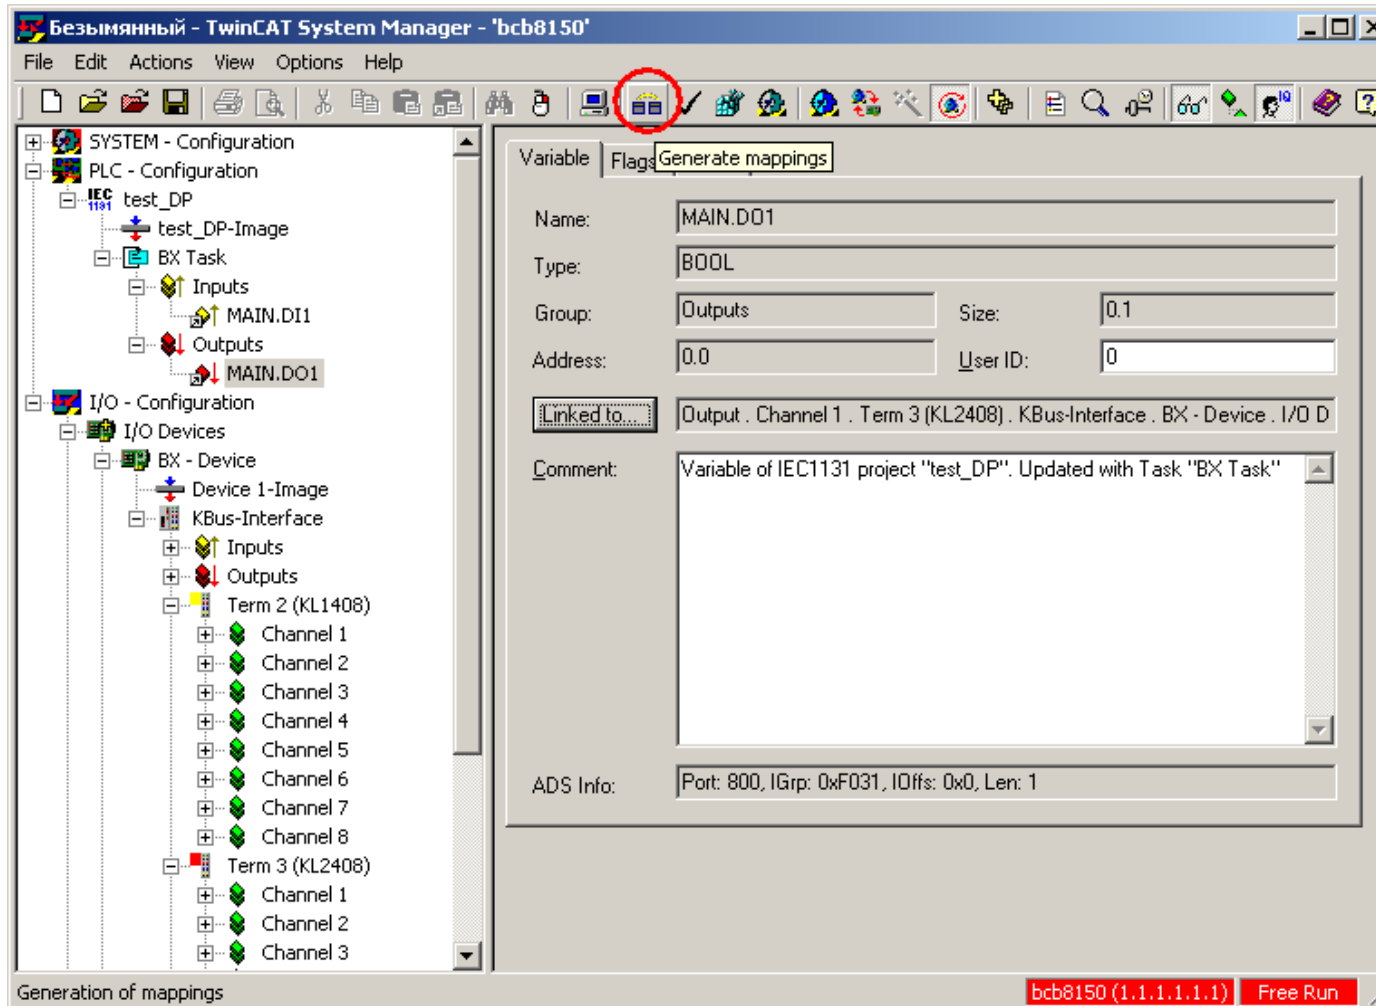 Безымянный - TwinCAT System Manager - 'bcb8150'
File Edit Actions View Options Help
SYSTEM - Configuration
PLC - Configuration
IEC 1131 test_DP
test_DP-Image
BX Task
Inputs
MAIN.DI1
Outputs
MAIN.DO1
I/O - Configuration
I/O Devices
BX - Device
Device 1-Image
KBus-Interface
Inputs
Outputs
Term 2 (KL1408)
Channel 1
Channel 2
Channel 3
Channel 4
Channel 5
Channel 6
Channel 7
Channel 8
Term 3 (KL2408)
Channel 1
Channel 2
Channel 3
Variable Flags
Generate mappings
Name: MAIN.DO1
Type: BOOL
Group: Outputs Size: 0.1
Address: 0.0 User ID: 0
Linked to... Output . Channel 1 . Term 3 (KL2408) . KBus-Interface . BX - Device . I/O D
Comment: Variable of IEC1131 project "test_DP". Updated with Task "BX Task"
ADS Info: Port: 800, IGrp: 0xF031, IOffs: 0x0, Len: 1
Generation of mappings bcb8150 (1.1.1.1.1.1) Free Run